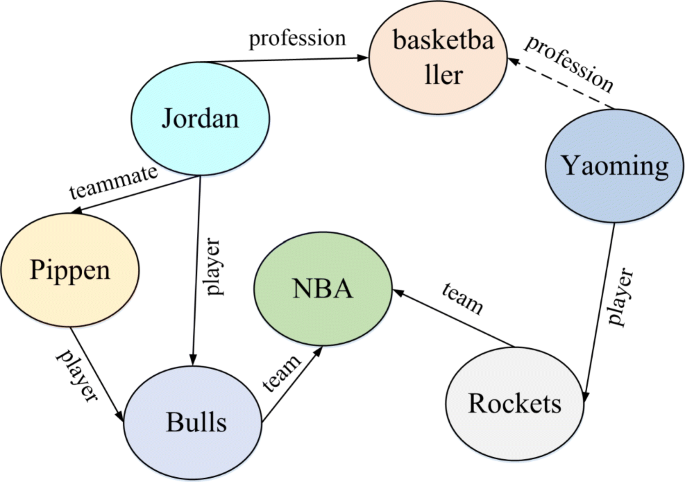 profession
basketba
ller
profession
Jordan
Yaoming
teammate
Pippen
player
NBA
team
player
player
team
Bulls
Rockets